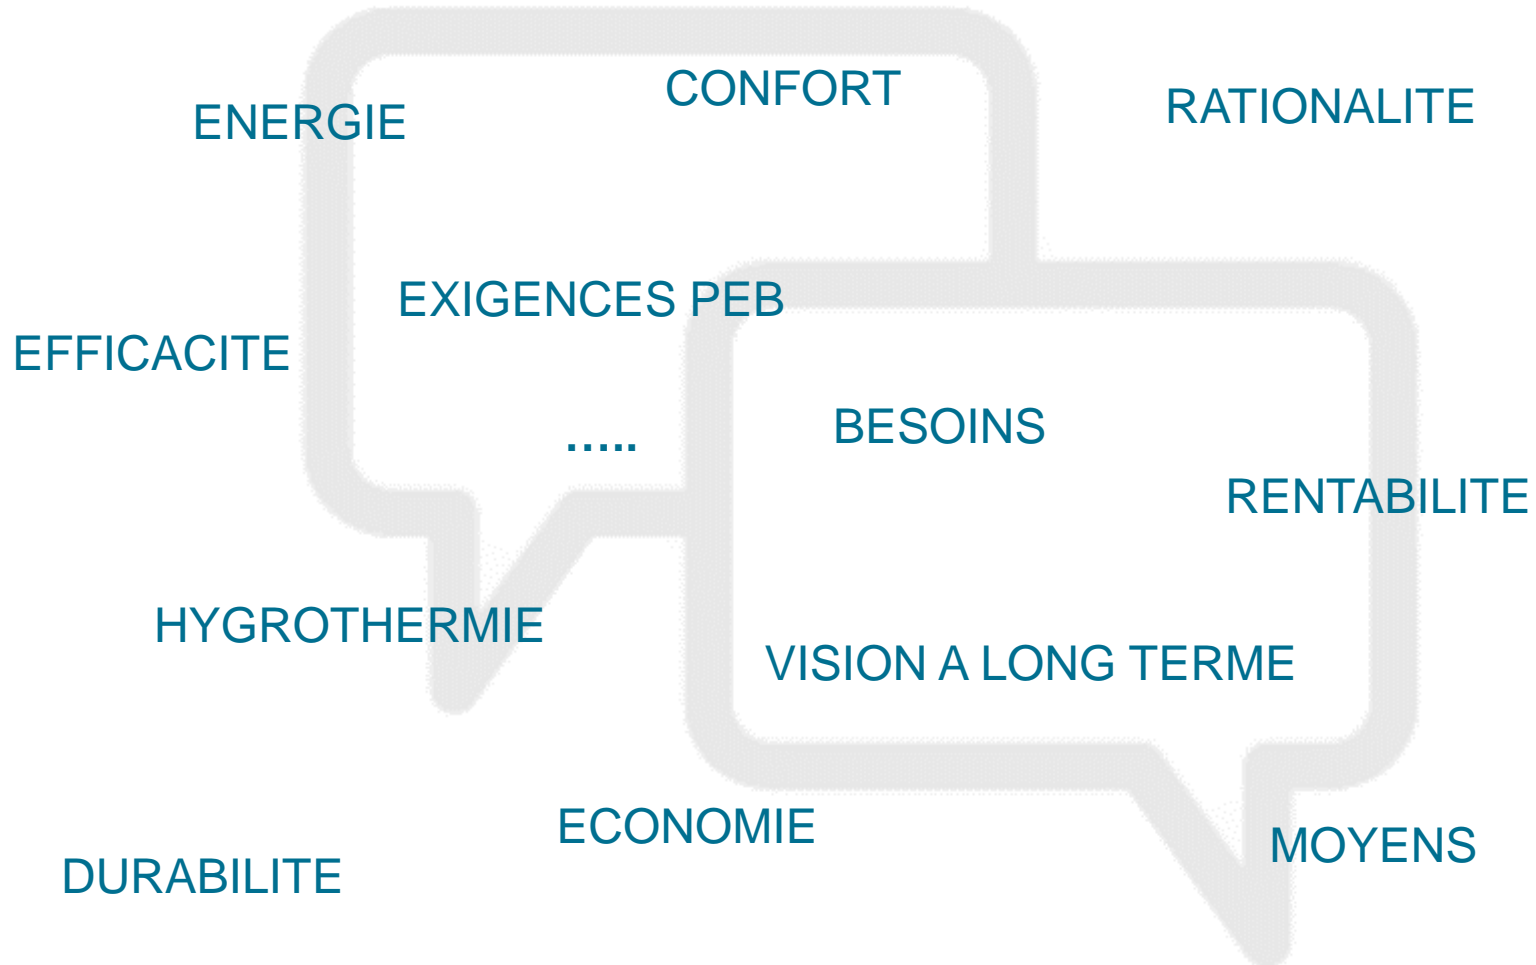 CONFORT
RATIONALITE
ENERGIE
EXIGENCES PEB
EFFICACITE
BESOINS
.....
RENTABILITE
HYGROTHERMIE
VISION A LONG TERME
ECONOMIE
MOYENS
DURABILITE